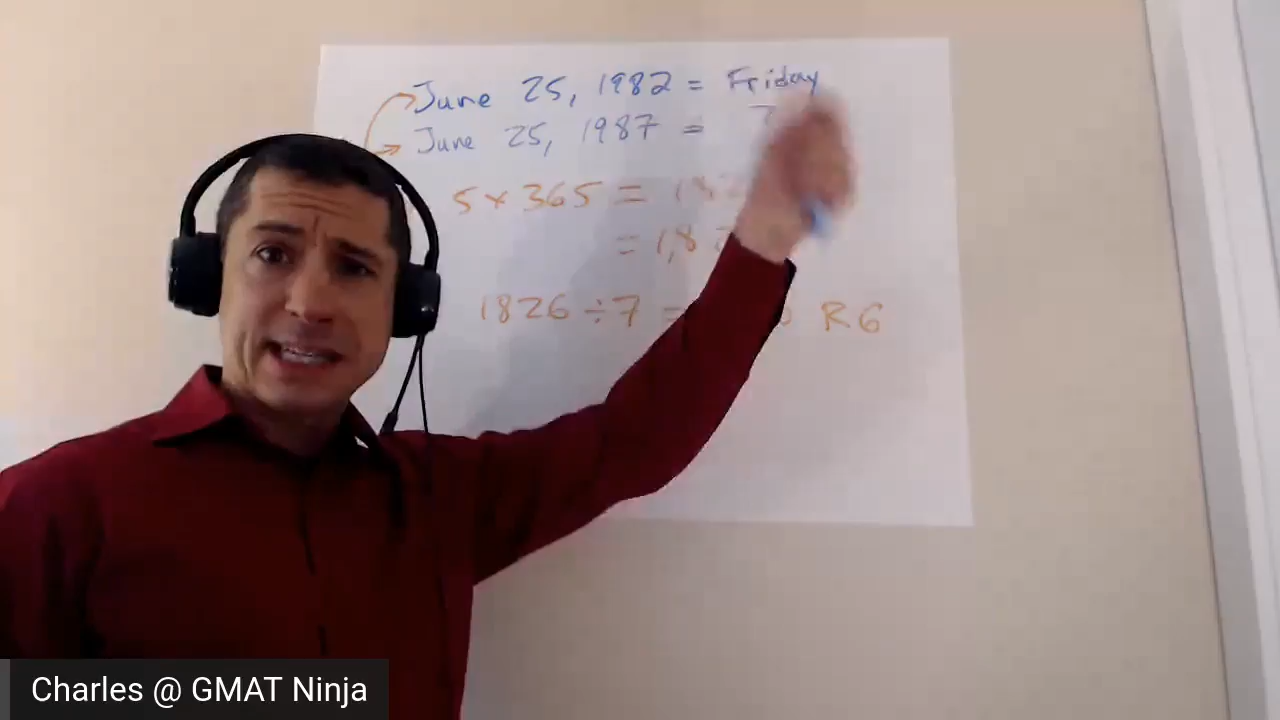 June 25, 1982 = Friday
June 25, 1987 = ?
5 × 365 =
=
1826 ÷ 7 = R6
Charles @ GMAT Ninja